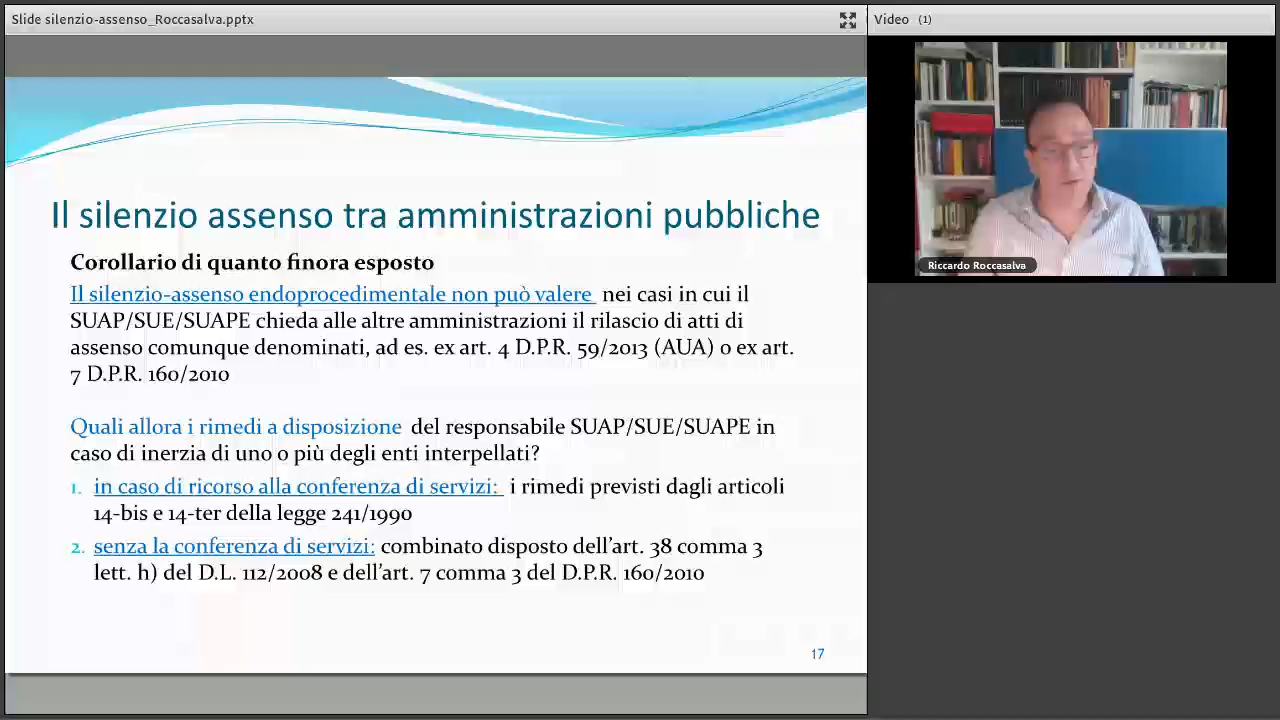 Slide silenzio-assenso_Roccasalva.pptx
Video (1)
Riccardo Roccasalva
Il silenzio assenso tra amministrazioni pubbliche
Corollario di quanto finora esposto
Il silenzio-assenso endoprocedimentale non può valere nei casi in cui il
SUAP/SUE/SUAPE chieda alle altre amministrazioni il rilascio di atti di
assenso comunque denominati, ad es. ex art. 4 D.P.R. 59/2013 (AUA) o ex art.
7 D.P.R. 160/2010
Quali allora i rimedi a disposizione del responsabile SUAP/SUE/SUAPE in
caso di inerzia di uno o più degli enti interpellati?
1. in caso di ricorso alla conferenza di servizi: i rimedi previsti dagli articoli
14-bis e 14-ter della legge 241/1990
2. senza la conferenza di servizi: combinato disposto dell’art. 38 comma 3
lett. h) del D.L. 112/2008 e dell’art. 7 comma 3 del D.P.R. 160/2010
17